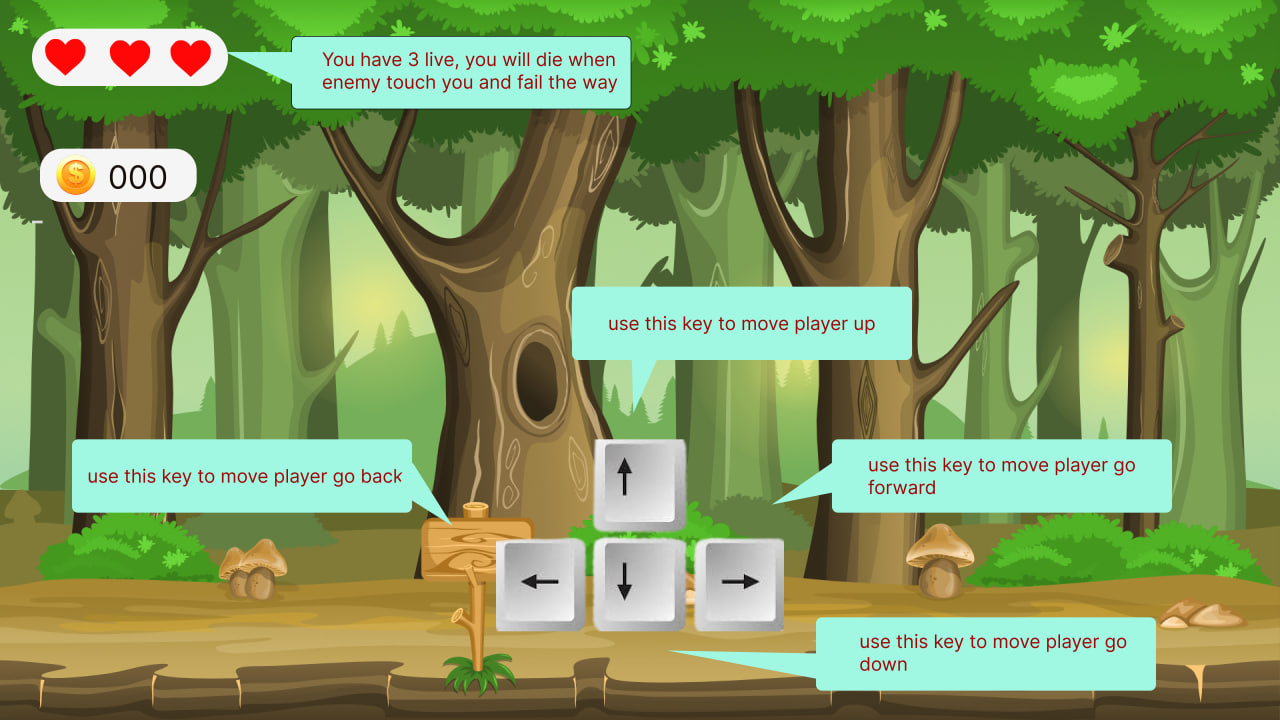 You have 3 live, you will die when
enemy touch you and fail the way
$ 000
use this key to move player up
use this key to move player go back
use this key to move player go
forward
↑
← ↓ →
use this key to move player go
down